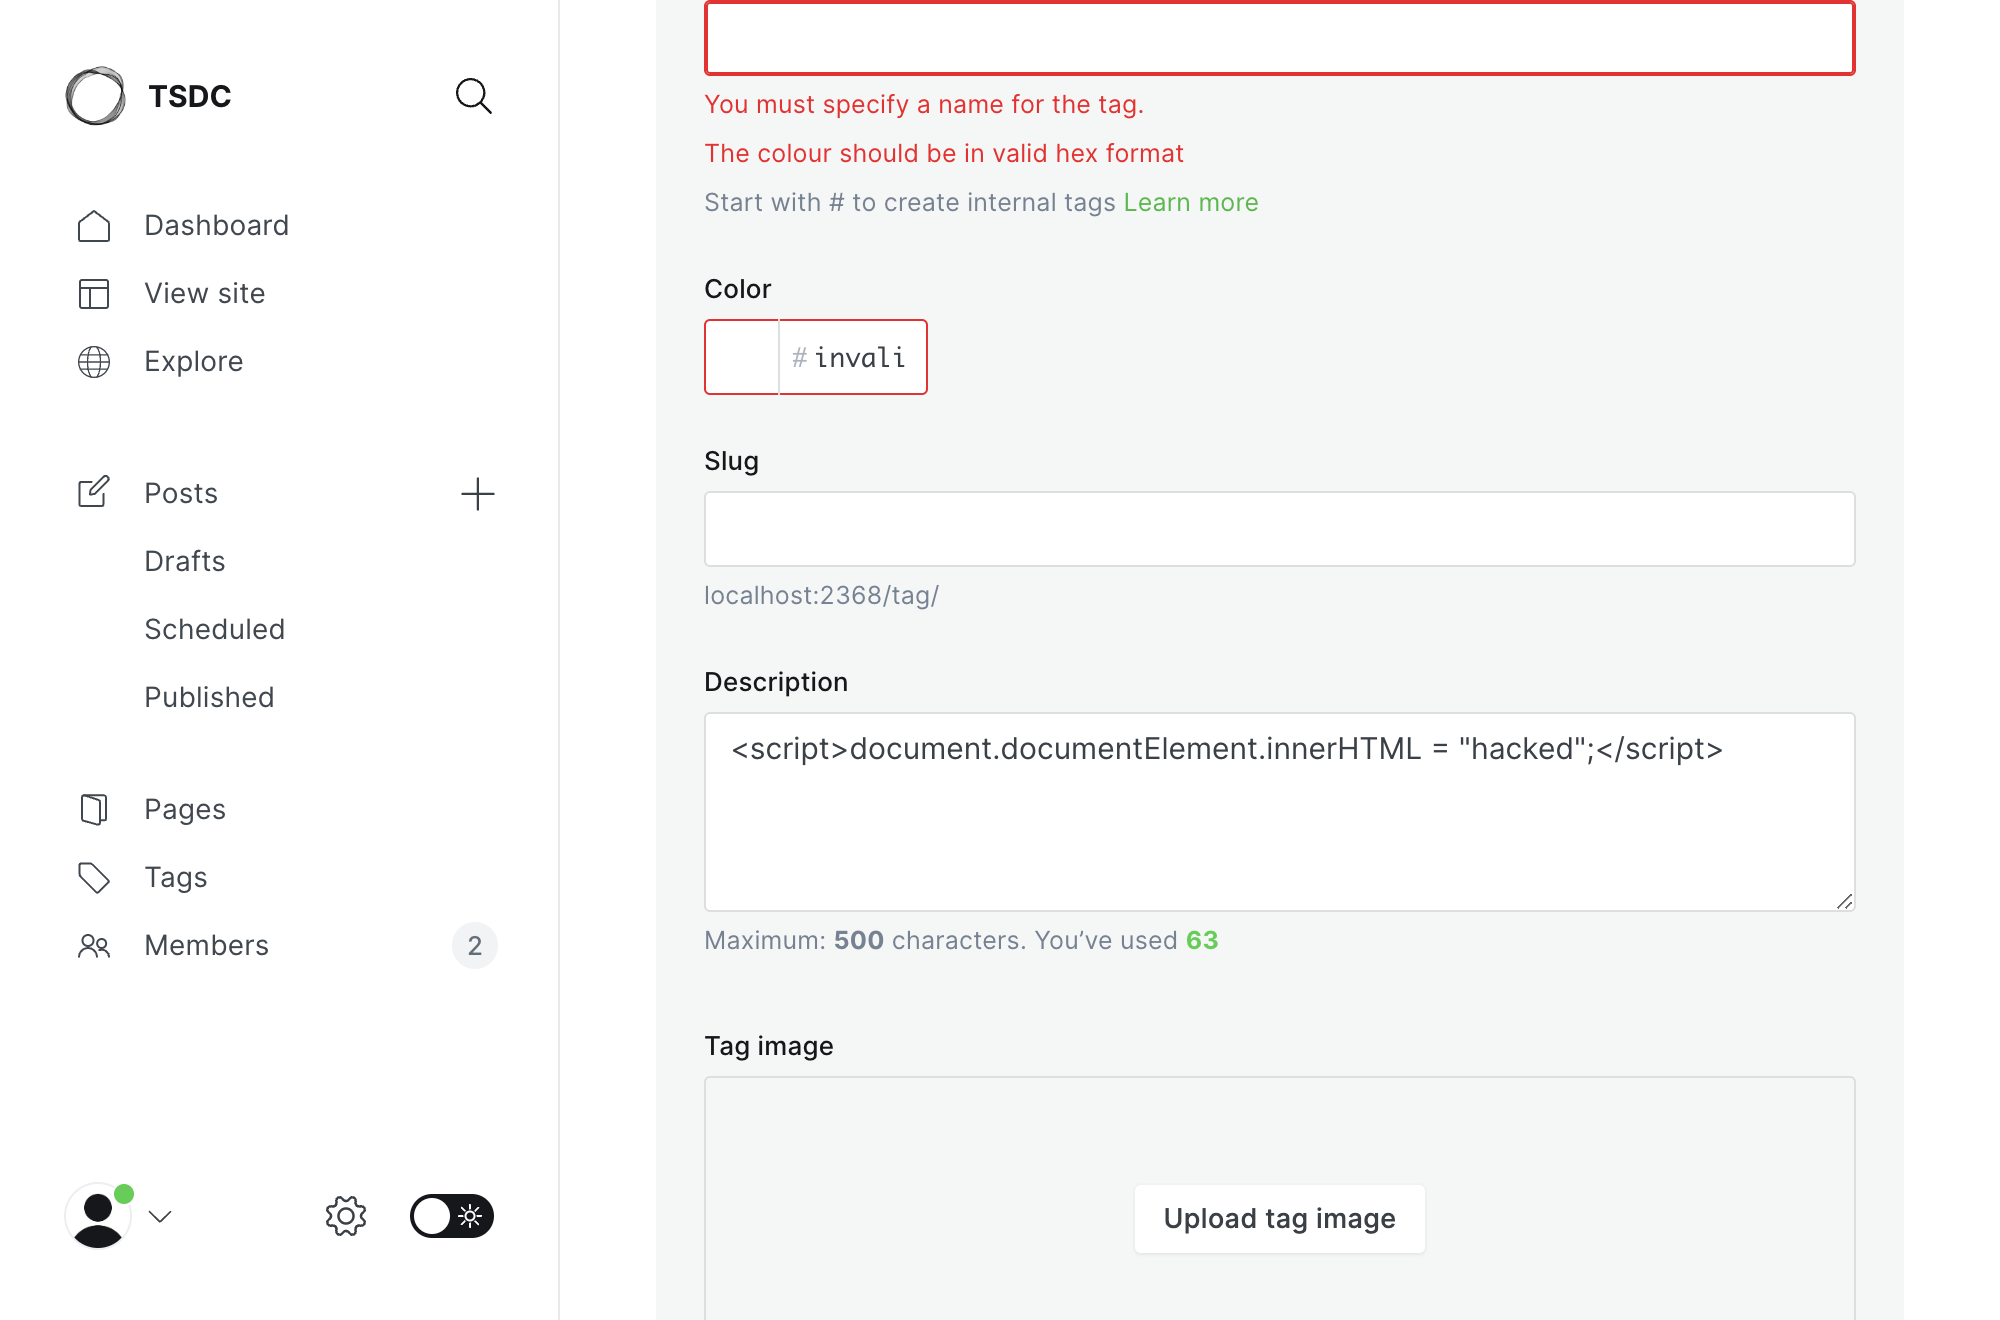 TSDC
Dashboard
View site
Explore
Posts
Drafts
Scheduled
Published
Pages
Tags
Members
2
You must specify a name for the tag.
The colour should be in valid hex format
Start with # to create internal tags Learn more
Color
# invali
Slug
localhost:2368/tag/
Description
<script>document.documentElement.innerHTML = "hacked";</script>
Maximum: 500 characters. You’ve used 63
Tag image
Upload tag image